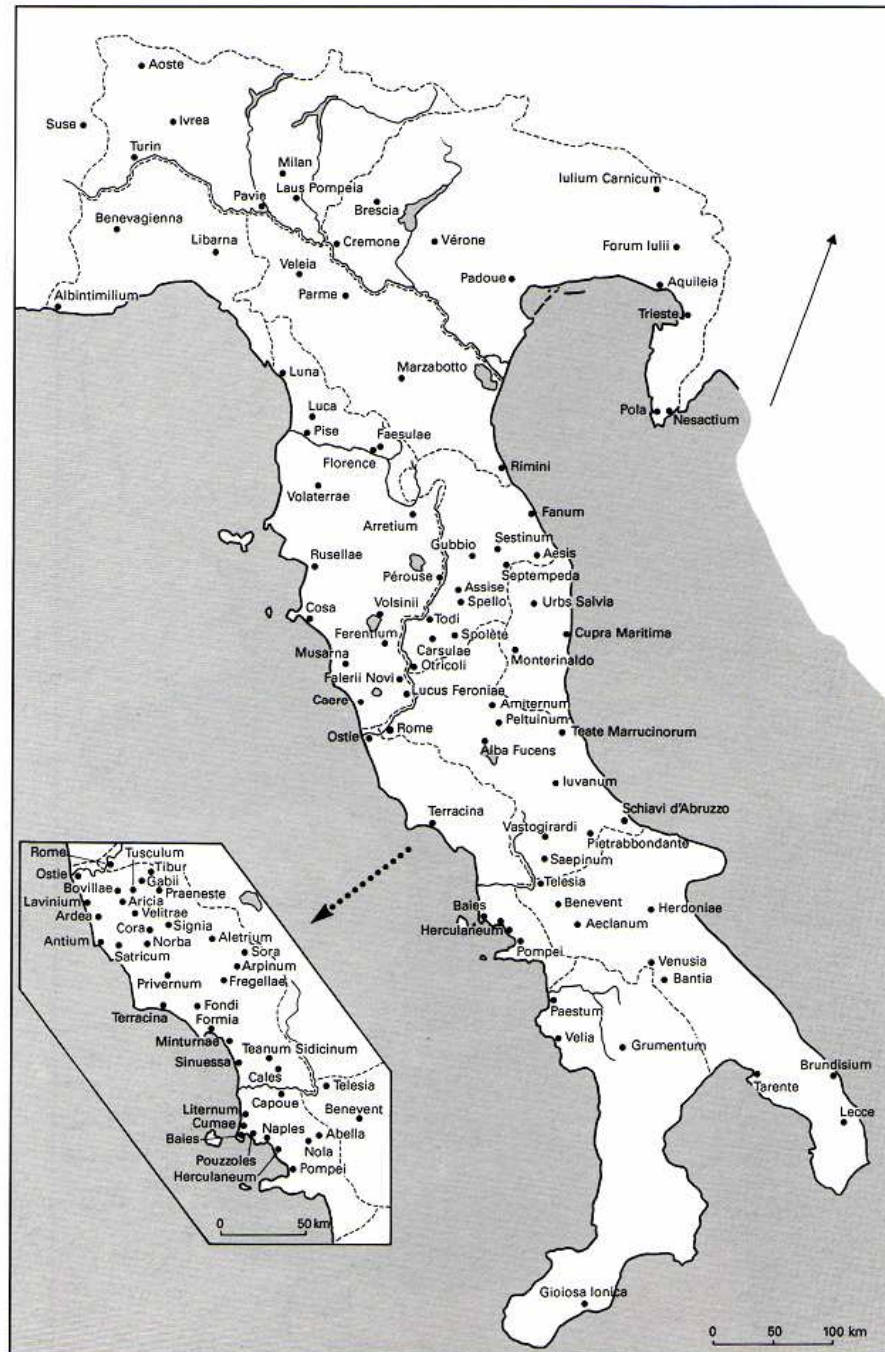 Aoste
Suse
Ivrea
Turin
Milan
Laus Pompeia
Pavie
Brescia
Iulium Carnicum
Benevagienna
Libarna
Cremone
Vérone
Forum Iulii
Veleia
Padoue
Aquileia
Albintimilium
Parme
Trieste
Luna
Marzabotto
Luca
Pola
Nesactium
Pise
Faesulae
Florence
Rimini
Volaterrae
Arretium
Fanum
Sestinum
Gubbio
Aesis
Rusellae
Septempeda
Pérouse
Assise
Spello
Urbs Salvia
Cosa
Volsinii
Todi
Ferentium
Spolète
Cupra Maritima
Carsulae
Musarna
Otricoli
Monterinaldo
Falerii Novi
Lucus Feroniae
Caere
Amiternum
Peltuinum
Rome
Teate Marrucinorum
Ostie
Alba Fucens
Iuvanum
Schiavi d'Abruzzo
Terracina
Vastogirardi
Pietrabbondante
Saepinum
Telesia
Baies
Benevent
Herdoniae
Herculaneum
Aeclanum
Pompei
Venusia
Bantia
Paestum
Velia
Grumentum
Brundisium
Tarente
Lecce
Gioiosa Ionica
0 50 100 km
Rome
Tusculum
Ostie
Tibur
Gabii
Bovillae
Praeneste
Lavinium
Aricia
Ardea
Velitrae
Cora
Signia
Aletrium
Antium
Norba
Satricum
Sora
Arpinum
Privernum
Fregellae
Terracina
Fondi
Formia
Minturnae
Teanum Sidicinum
Sinuessa
Cales
Telesia
Capoue
Liternum
Benevent
Cumae
Naples
Abella
Baies
Pouzzoles
Nola
Herculaneum
Pompei
0 50 km